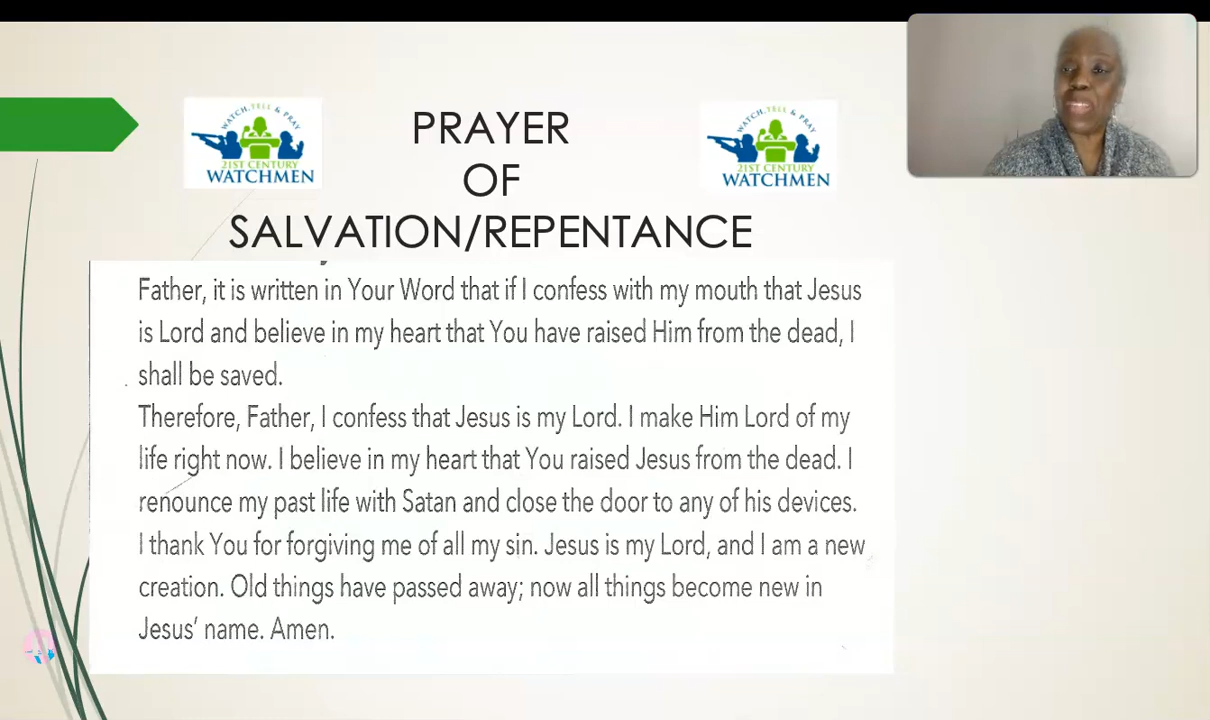 WATCH, TELL & PRAY
21ST CENTURY
WATCHMEN
PRAYER
OF
SALVATION/REPENTANCE
WATCH, TELL & PRAY
21ST CENTURY
WATCHMEN
Father, it is written in Your Word that if I confess with my mouth that Jesus
is Lord and believe in my heart that You have raised Him from the dead, I
shall be saved.
Therefore, Father, I confess that Jesus is my Lord. I make Him Lord of my
life right now. I believe in my heart that You raised Jesus from the dead. I
renounce my past life with Satan and close the door to any of his devices.
I thank You for forgiving me of all my sin. Jesus is my Lord, and I am a new
creation. Old things have passed away; now all things become new in
Jesus’ name. Amen.